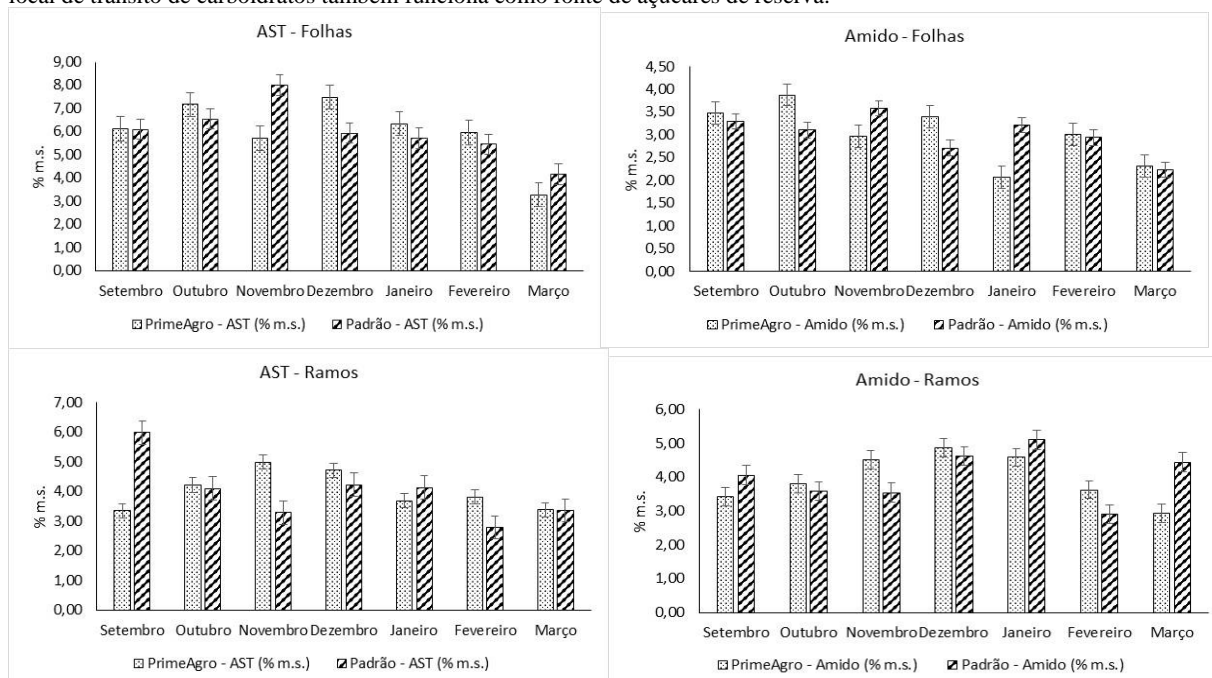 local de trânsito de carboidratos também funciona como fonte de açúcares de reserva.
AST - Folhas
9,00
8,00
7,00
6,00
5,00
4,00
3,00
2,00
1,00
0,00
% m.s.
Setembro Outubro Novembro Dezembro Janeiro Fevereiro Março
PrimeAgro - AST (% m.s.) Padrão - AST (% m.s.)
Amido - Folhas
4,50
4,00
3,50
3,00
2,50
2,00
1,50
1,00
0,50
0,00
% m.s.
Setembro Outubro Novembro Dezembro Janeiro Fevereiro Março
PrimeAgro - Amido (% m.s.) Padrão - Amido (% m.s.)
AST - Ramos
7,00
6,00
5,00
4,00
3,00
2,00
1,00
0,00
% m.s.
Setembro Outubro Novembro Dezembro Janeiro Fevereiro Março
PrimeAgro - AST (% m.s.) Padrão - AST (% m.s.)
Amido - Ramos
6,00
5,00
4,00
3,00
2,00
1,00
0,00
% m.s.
Setembro Outubro Novembro Dezembro Janeiro Fevereiro Março
PrimeAgro - Amido (% m.s.) Padrão - Amido (% m.s.)